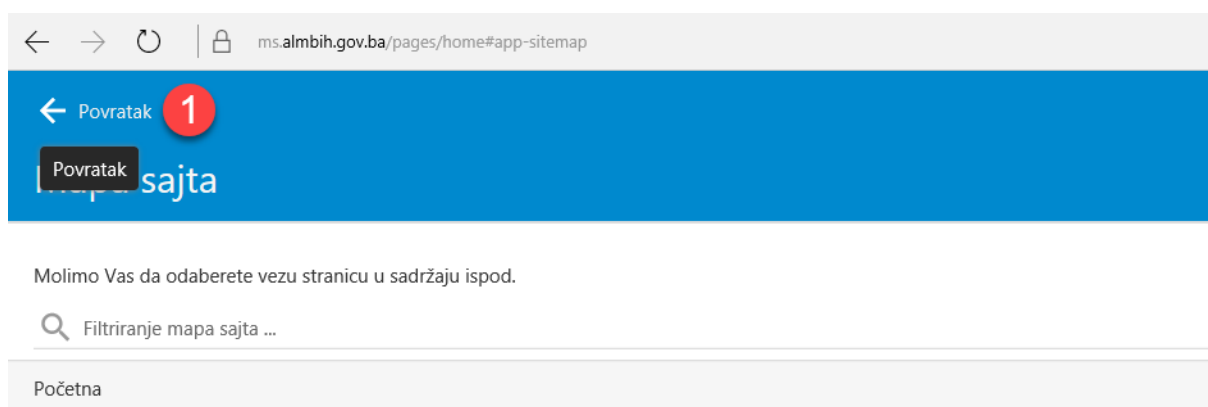 ms.almbih.gov.ba/pages/home#app-sitemap
Povratak 1
Povratak
Mapa sajta
Molimo Vas da odaberete vezu stranicu u sadržaju ispod.
Filtriranje mapa sajta ...
Početna